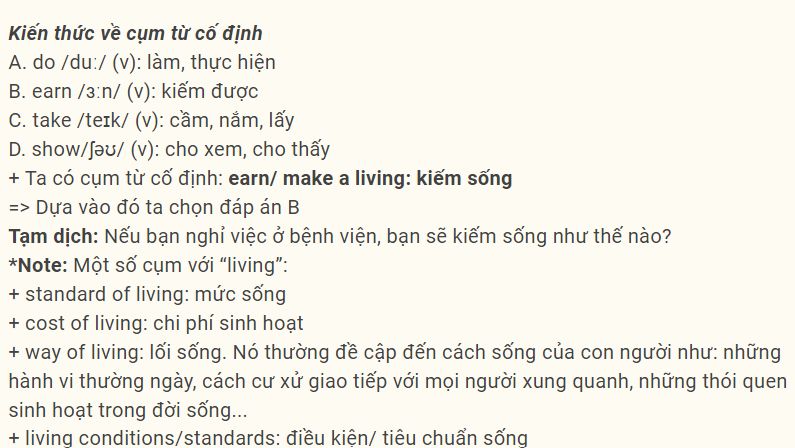 Kiến thức về cụm từ cố định
A. do /duː/ (v): làm, thực hiện
B. earn /ɜːn/ (v): kiếm được
C. take /teɪk/ (v): cầm, nắm, lấy
D. show/ʃəʊ/ (v): cho xem, cho thấy
+ Ta có cụm từ cố định: earn/ make a living: kiếm sống
=> Dựa vào đó ta chọn đáp án B
Tạm dịch: Nếu bạn nghỉ việc ở bệnh viện, bạn sẽ kiếm sống như thế nào?
*Note: Một số cụm với “living”:
+ standard of living: mức sống
+ cost of living: chi phí sinh hoạt
+ way of living: lối sống. Nó thường đề cập đến cách sống của con người như: những
hành vi thường ngày, cách cư xử giao tiếp với mọi người xung quanh, những thói quen
sinh hoạt trong đời sống...
+ living conditions/standards: điều kiện/ tiêu chuẩn sống